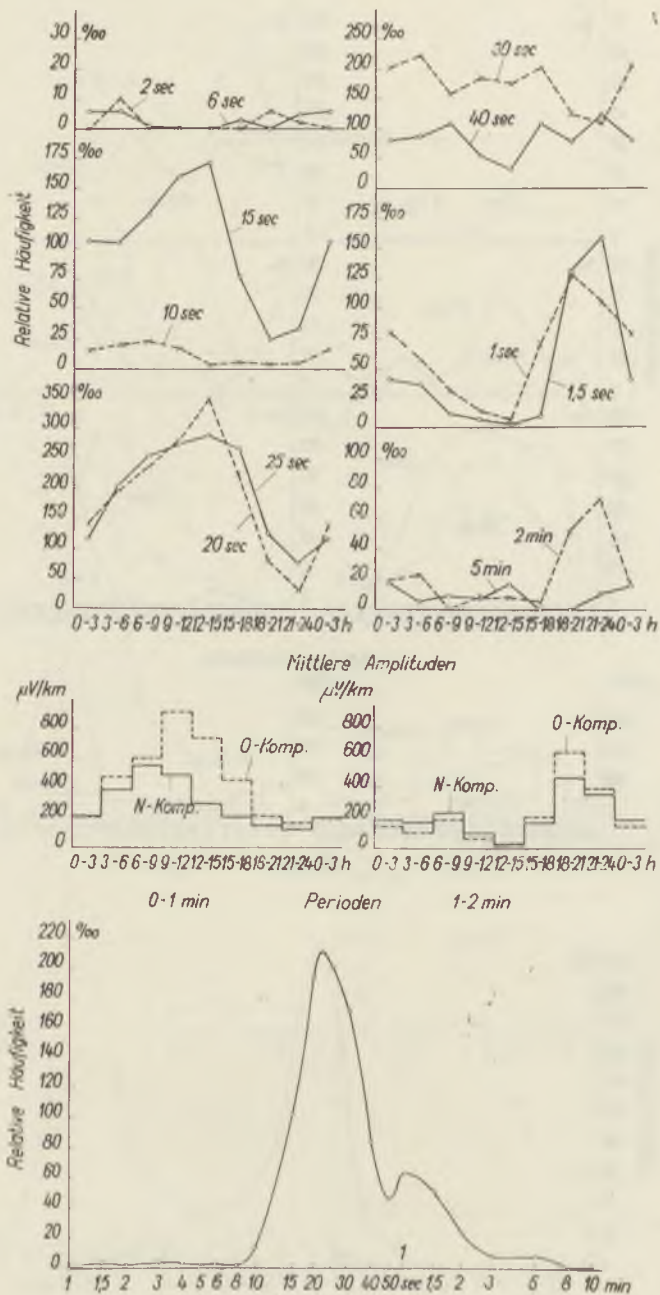 30 ‰
20
10
0
2 sec
6 sec
‰
175
150
125
100
75
50
25
0
15 sec
10 sec
Relative Häufigkeit
‰
350
300
250
200
150
100
50
0
25 sec
20 sec
0-3 3-6 6-9 9-12 12-15 15-18 18-21 21-24 0-3 h
250 ‰
200
150
100
50
0
30 sec
40 sec
175 ‰
150
125
100
75
50
25
0
1 sec
1,5 sec
100 ‰
80
60
40
20
0
2 min
5 min
0-3 3-6 6-9 9-12 12-15 15-18 18-21 21-24 0-3 h
Mittlere Amplituden
µV/km
800
600
400
200
0
O-Komp.
N-Komp.
0-3 3-6 6-9 9-12 12-15 15-18 18-21 21-24 0-3 h
µV/km
800
600
400
200
0
O-Komp.
N-Komp.
0-3 3-6 6-9 9-12 12-15 15-18 18-21 21-24 0-3 h
0-1 min Perioden 1-2 min
220 ‰
200
180
160
140
120
100
80
60
40
20
0
Relative Häufigkeit
1
1 1,5 2 3 4 5 6 8 10 15 20 30 40 50 sec 1,5 2 3 6 8 10 min